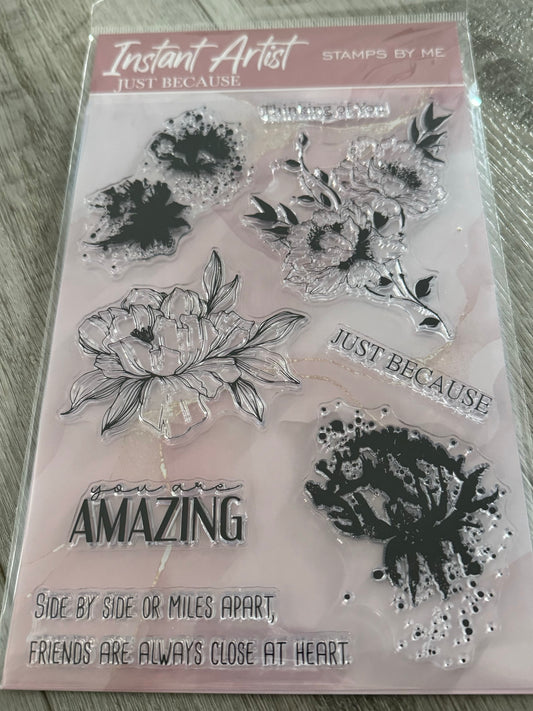 Instant Artist
STAMPS BY ME
JUST BECAUSE
Thinking of You!
JUST BECAUSE
you are
AMAZING
SIDE BY SIDE OR MILES APART,
FRIENDS ARE ALWAYS CLOSE AT HEART.